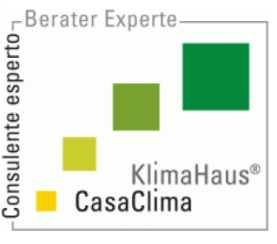 Berater Experte
Consulente esperto
KlimaHaus®
CasaClima